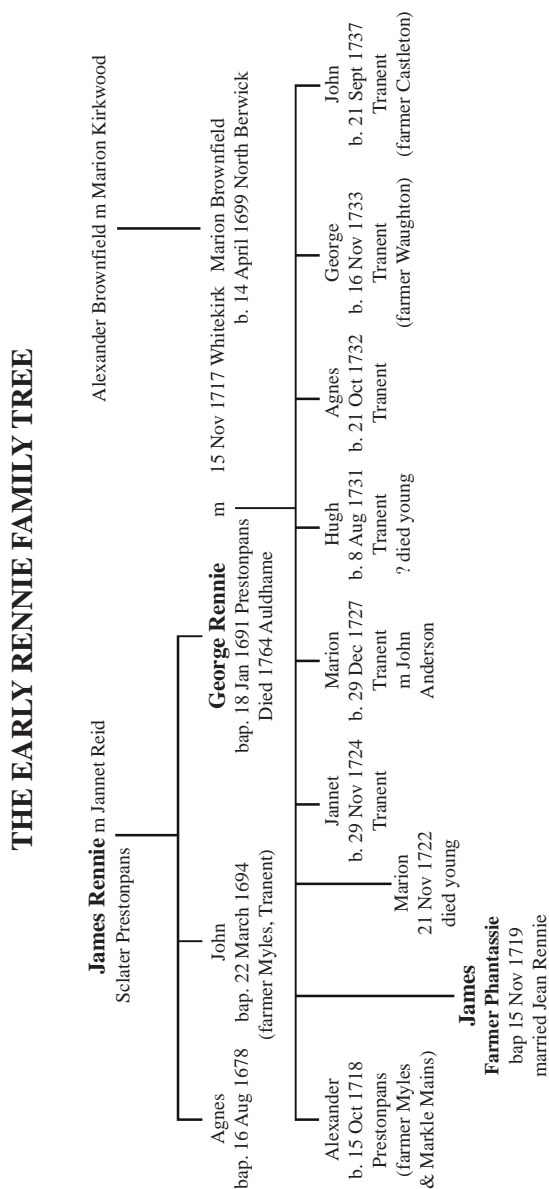 THE EARLY RENNIE FAMILY TREE
James Rennie m Jannet Reid
Sclater Prestonpans
Alexander Brownfield m Marion Kirkwood
Agnes
bap. 16 Aug 1678
John
bap. 22 March 1694
(farmer Myles, Tranent)
George Rennie
bap. 18 Jan 1691 Prestonpans
Died 1764 Auldhame
m
15 Nov 1717 Whitekirk
Marion Brownfield
b. 14 April 1699 North Berwick
Alexander
b. 15 Oct 1718
Prestonpans
(farmer Myles
& Markle Mains)
James
Farmer Phantassie
bap 15 Nov 1719
married Jean Rennie
Marion
21 Nov 1722
died young
Jannet
b. 29 Nov 1724
Tranent
Marion
b. 29 Dec 1727
Tranent
m John
Anderson
Hugh
b. 8 Aug 1731
Tranent
? died young
Agnes
b. 21 Oct 1732
Tranent
George
b. 16 Nov 1733
Tranent
(farmer Waughton)
John
b. 21 Sept 1737
Tranent
(farmer Castleton)